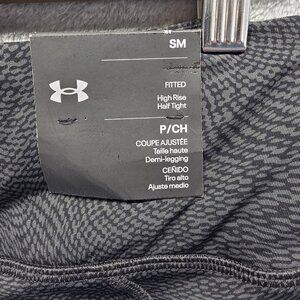 SM
FITTED
High Rise
Half Tight
P/CH
COUPE AJUSTÉE
Taille haute
Demi-legging
CEÑIDO
Tiro alto
Ajuste medio